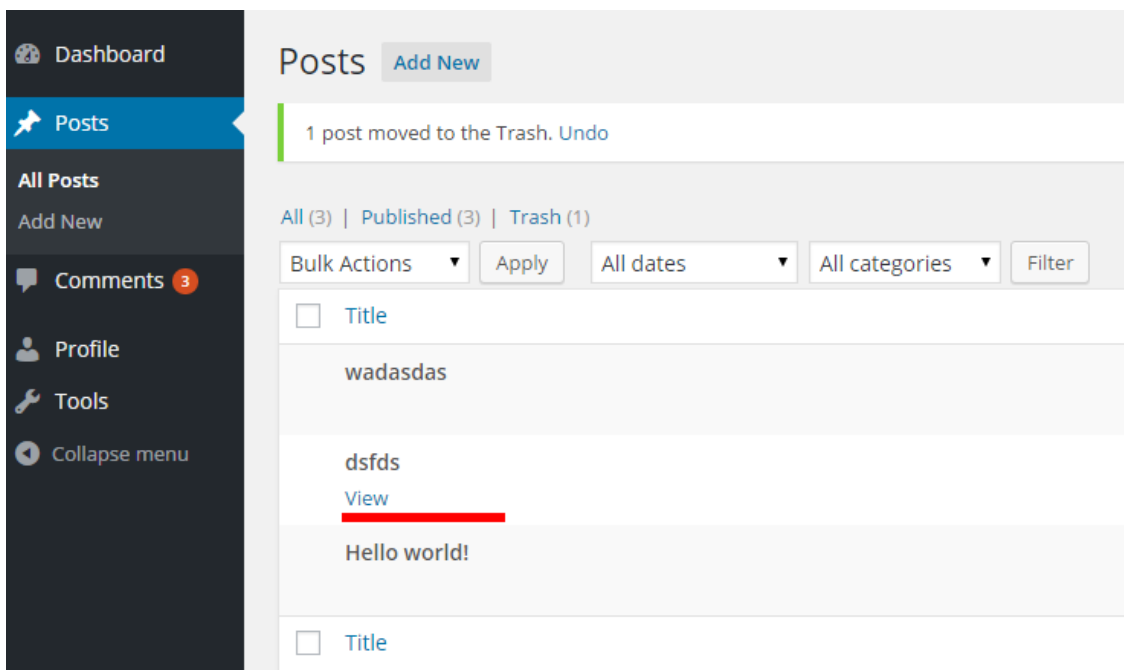 Dashboard
Posts
All Posts
Add New
Comments 3
Profile
Tools
Collapse menu
Posts Add New
1 post moved to the Trash. Undo
All (3) | Published (3) | Trash (1)
Bulk Actions Apply All dates All categories Filter
Title
wadasdas
dsfds
View
Hello world!
Title